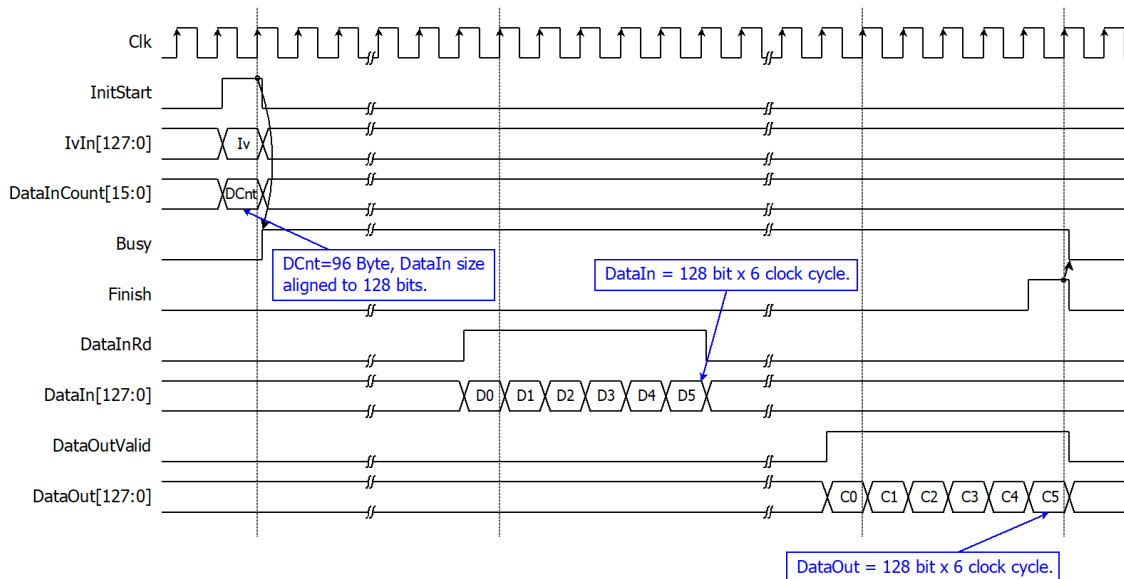 Clk
InitStart
IvIn[127:0]
Iv
DataInCount[15:0]
DCnt
Busy
DCnt=96 Byte, DataIn size
aligned to 128 bits.
DataIn = 128 bit x 6 clock cycle.
Finish
DataInRd
DataIn[127:0]
D0 D1 D2 D3 D4 D5
DataOutValid
DataOut[127:0]
C0 C1 C2 C3 C4 C5
DataOut = 128 bit x 6 clock cycle.